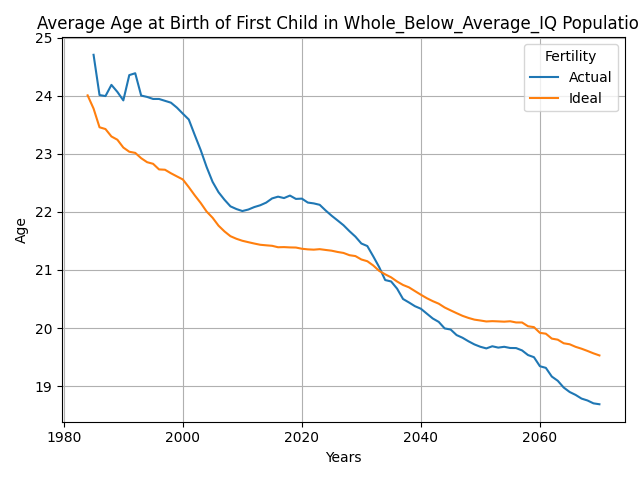 Average Age at Birth of First Child in Whole_Below_Average_IQ Populatio
25
24
23
22
21
20
19
Age
Fertility
Actual
Ideal
1980
2000
2020
2040
2060
Years